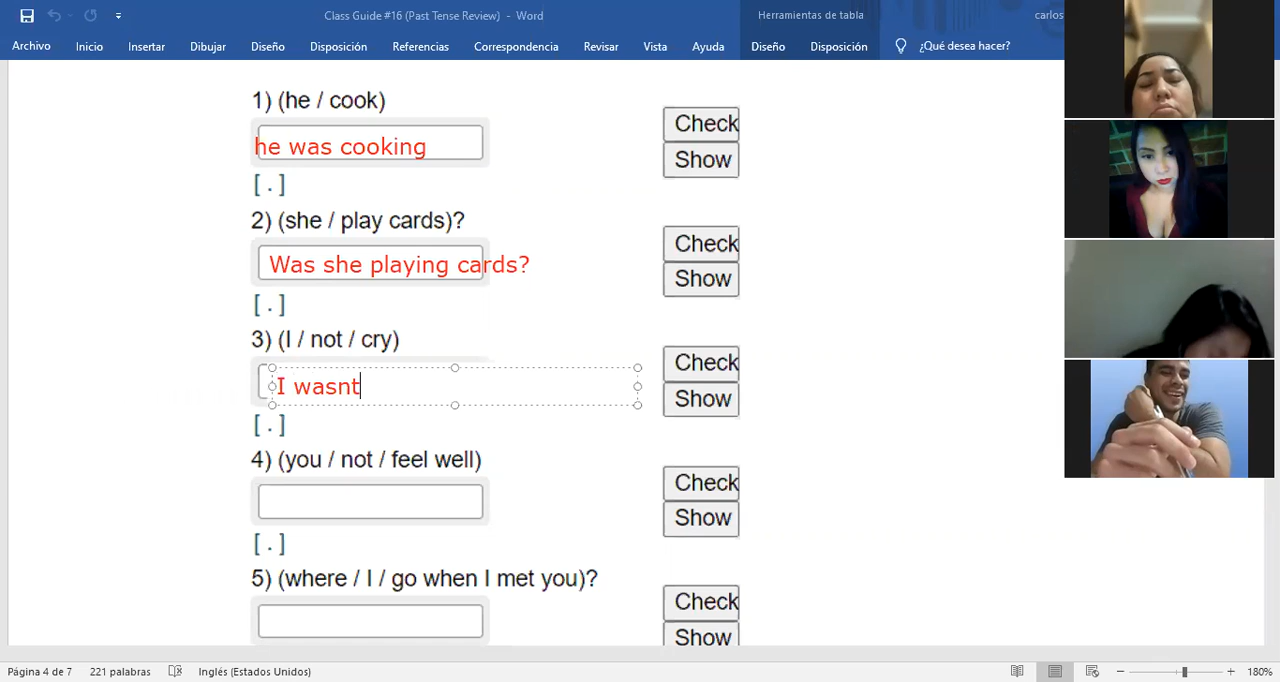 Class Guide #16 (Past Tense Review) - Word
Herramientas de tabla
carlos
Archivo Inicio Insertar Dibujar Diseño Disposición Referencias Correspondencia Revisar Vista Ayuda Diseño Disposición ¿Qué desea hacer?
1) (he / cook)
Check
he was cooking
Show
[ . ]
2) (she / play cards)?
Check
Was she playing cards?
Show
[ . ]
3) (I / not / cry)
Check
I wasnt
Show
[ . ]
4) (you / not / feel well)
Check
Show
[ . ]
5) (where / I / go when I met you)?
Check
Show
Página 4 de 7 221 palabras Inglés (Estados Unidos) 180%